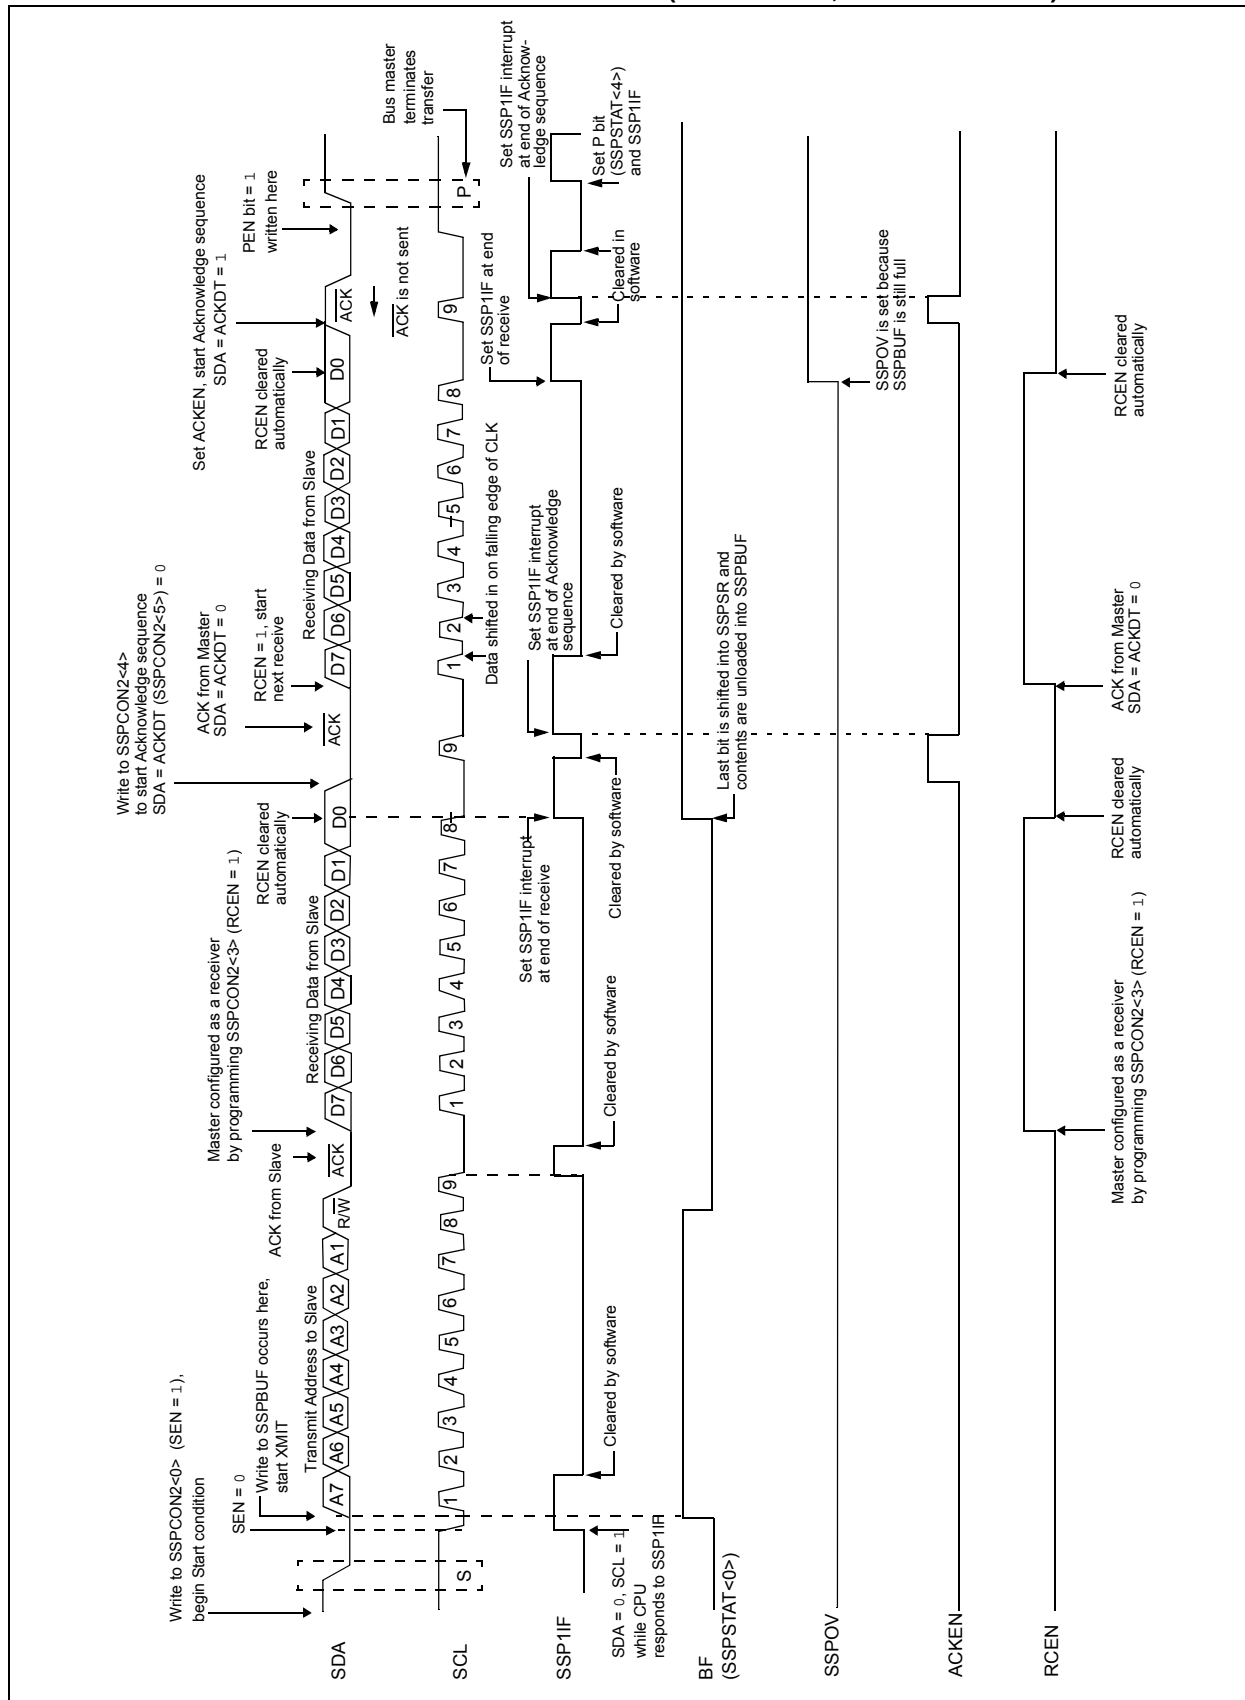 Write to SSPCON2<0> (SEN = 1),
begin Start condition
SEN = 0
Write to SSPBUF occurs here,
start XMIT
Transmit Address to Slave
ACK from Slave
Master configured as a receiver
by programming SSPCON2<3> (RCEN = 1)
Receiving Data from Slave
RCEN cleared
automatically
Write to SSPCON2<4>
to start Acknowledge sequence
SDA = ACKDT (SSPCON2<5>) = 0
ACK from Master
SDA = ACKDT = 0
RCEN = 1, start
next receive
Receiving Data from Slave
RCEN cleared
automatically
Set ACKEN, start Acknowledge sequence
SDA = ACKDT = 1
PEN bit = 1
written here
Bus master
terminates
transfer
SDA
A7 A6 A5 A4 A3 A2 A1 R/W ACK D7 D6 D5 D4 D3 D2 D1 D0 ACK D7 D6 D5 D4 D3 D2 D1 D0 ACK
ACK is not sent
SCL
S 1 2 3 4 5 6 7 8 9 1 2 3 4 5 6 7 8 9 1 2 3 4 5 6 7 8 9 P
Data shifted in on falling edge of CLK
Set SSP1IF interrupt
at end of receive
Set SSP1IF interrupt
at end of Acknowledge
sequence
Set SSP1IF at end
of receive
Set SSP1IF interrupt
at end of Acknow-
ledge sequence
SSP1IF
SDA = 0, SCL = 1
while CPU
responds to SSP1IF
Cleared by software
Cleared by software
Cleared by software
Cleared by software
Cleared in
software
Set P bit
(SSPSTAT<4>)
and SSP1IF
BF
(SSPSTAT<0>)
Last bit is shifted into SSPSR and
contents are unloaded into SSPBUF
SSPOV
SSPOV is set because
SSPBUF is still full
ACKEN
RCEN
Master configured as a receiver
by programming SSPCON2<3> (RCEN = 1)
RCEN cleared
automatically
ACK from Master
SDA = ACKDT = 0
RCEN cleared
automatically